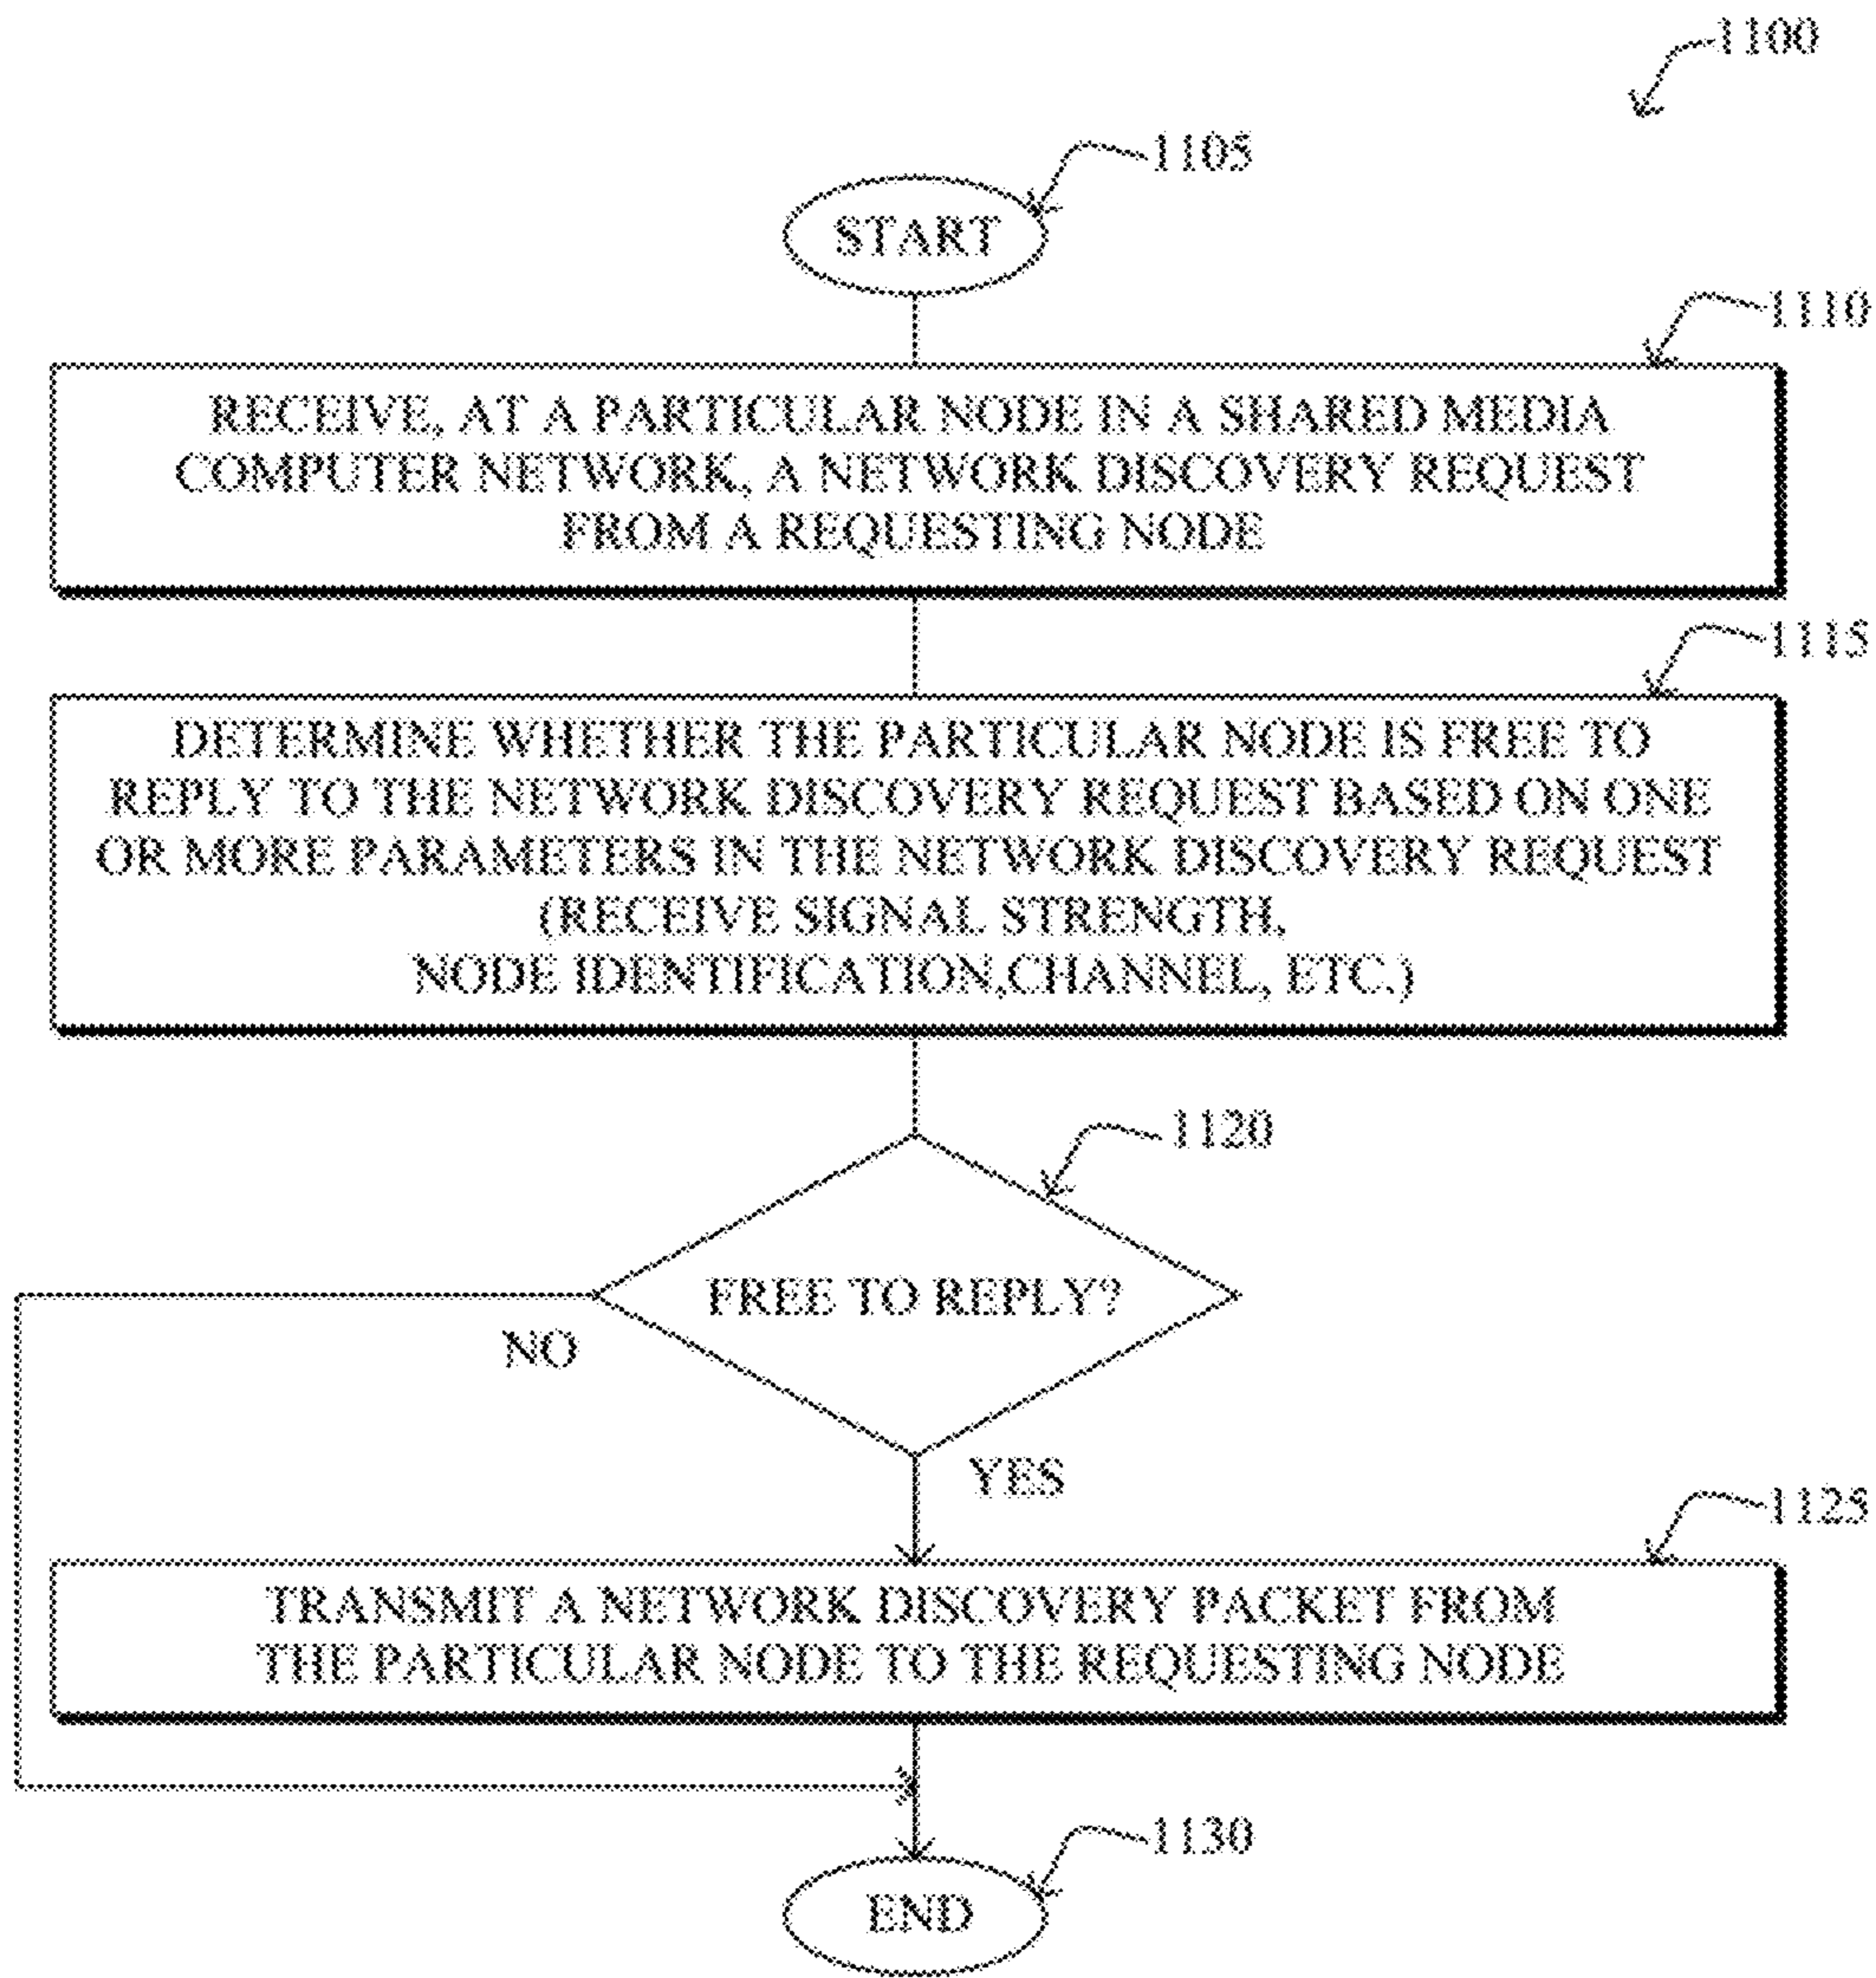 1100
1105
START
1110
RECEIVE, AT A PARTICULAR NODE IN A SHARED MEDIA
COMPUTER NETWORK, A NETWORK DISCOVERY REQUEST
FROM A REQUESTING NODE
1115
DETERMINE WHETHER THE PARTICULAR NODE IS FREE TO
REPLY TO THE NETWORK DISCOVERY REQUEST BASED ON ONE
OR MORE PARAMETERS IN THE NETWORK DISCOVERY REQUEST
(RECEIVE SIGNAL STRENGTH,
NODE IDENTIFICATION,CHANNEL, ETC.)
1120
FREE TO REPLY?
NO
YES
1125
TRANSMIT A NETWORK DISCOVERY PACKET FROM
THE PARTICULAR NODE TO THE REQUESTING NODE
1130
END